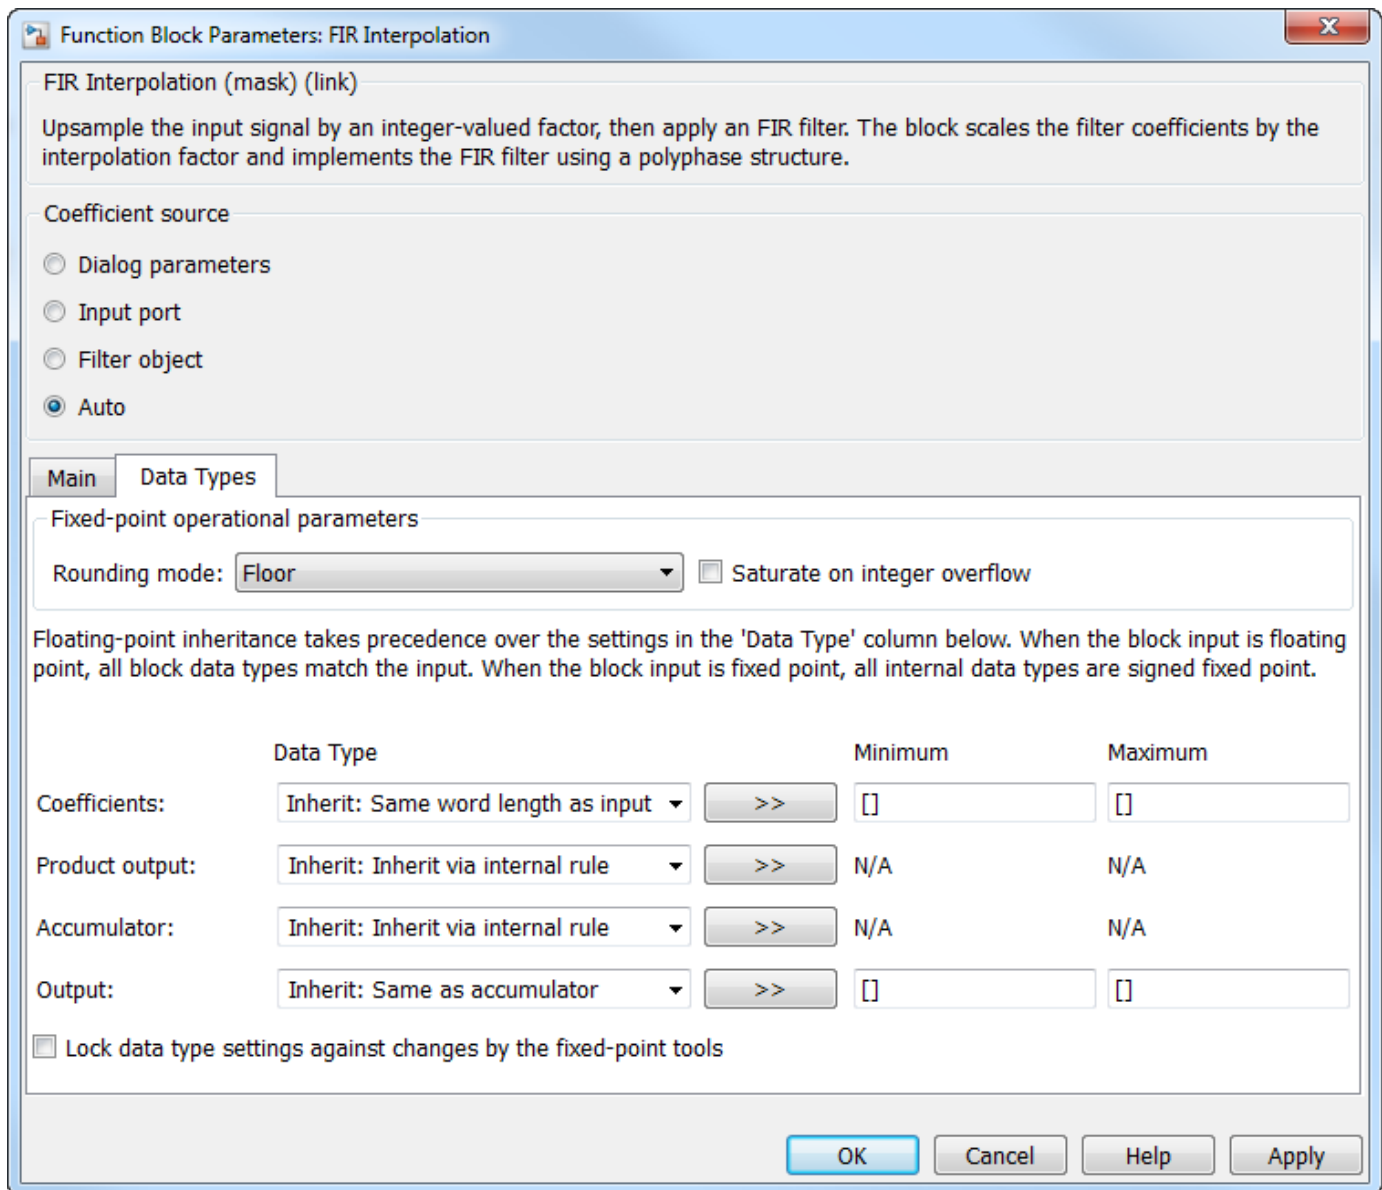 Function Block Parameters: FIR Interpolation
X
FIR Interpolation (mask) (link)
Upsample the input signal by an integer-valued factor, then apply an FIR filter. The block scales the filter coefficients by the
interpolation factor and implements the FIR filter using a polyphase structure.
Coefficient source
Dialog parameters
Input port
Filter object
Auto
Main Data Types
Fixed-point operational parameters
Rounding mode: Floor Saturate on integer overflow
Floating-point inheritance takes precedence over the settings in the 'Data Type' column below. When the block input is floating
point, all block data types match the input. When the block input is fixed point, all internal data types are signed fixed point.
Data Type Minimum Maximum
Coefficients: Inherit: Same word length as input >> [] []
Product output: Inherit: Inherit via internal rule >> N/A N/A
Accumulator: Inherit: Inherit via internal rule >> N/A N/A
Output: Inherit: Same as accumulator >> [] []
Lock data type settings against changes by the fixed-point tools
OK Cancel Help Apply